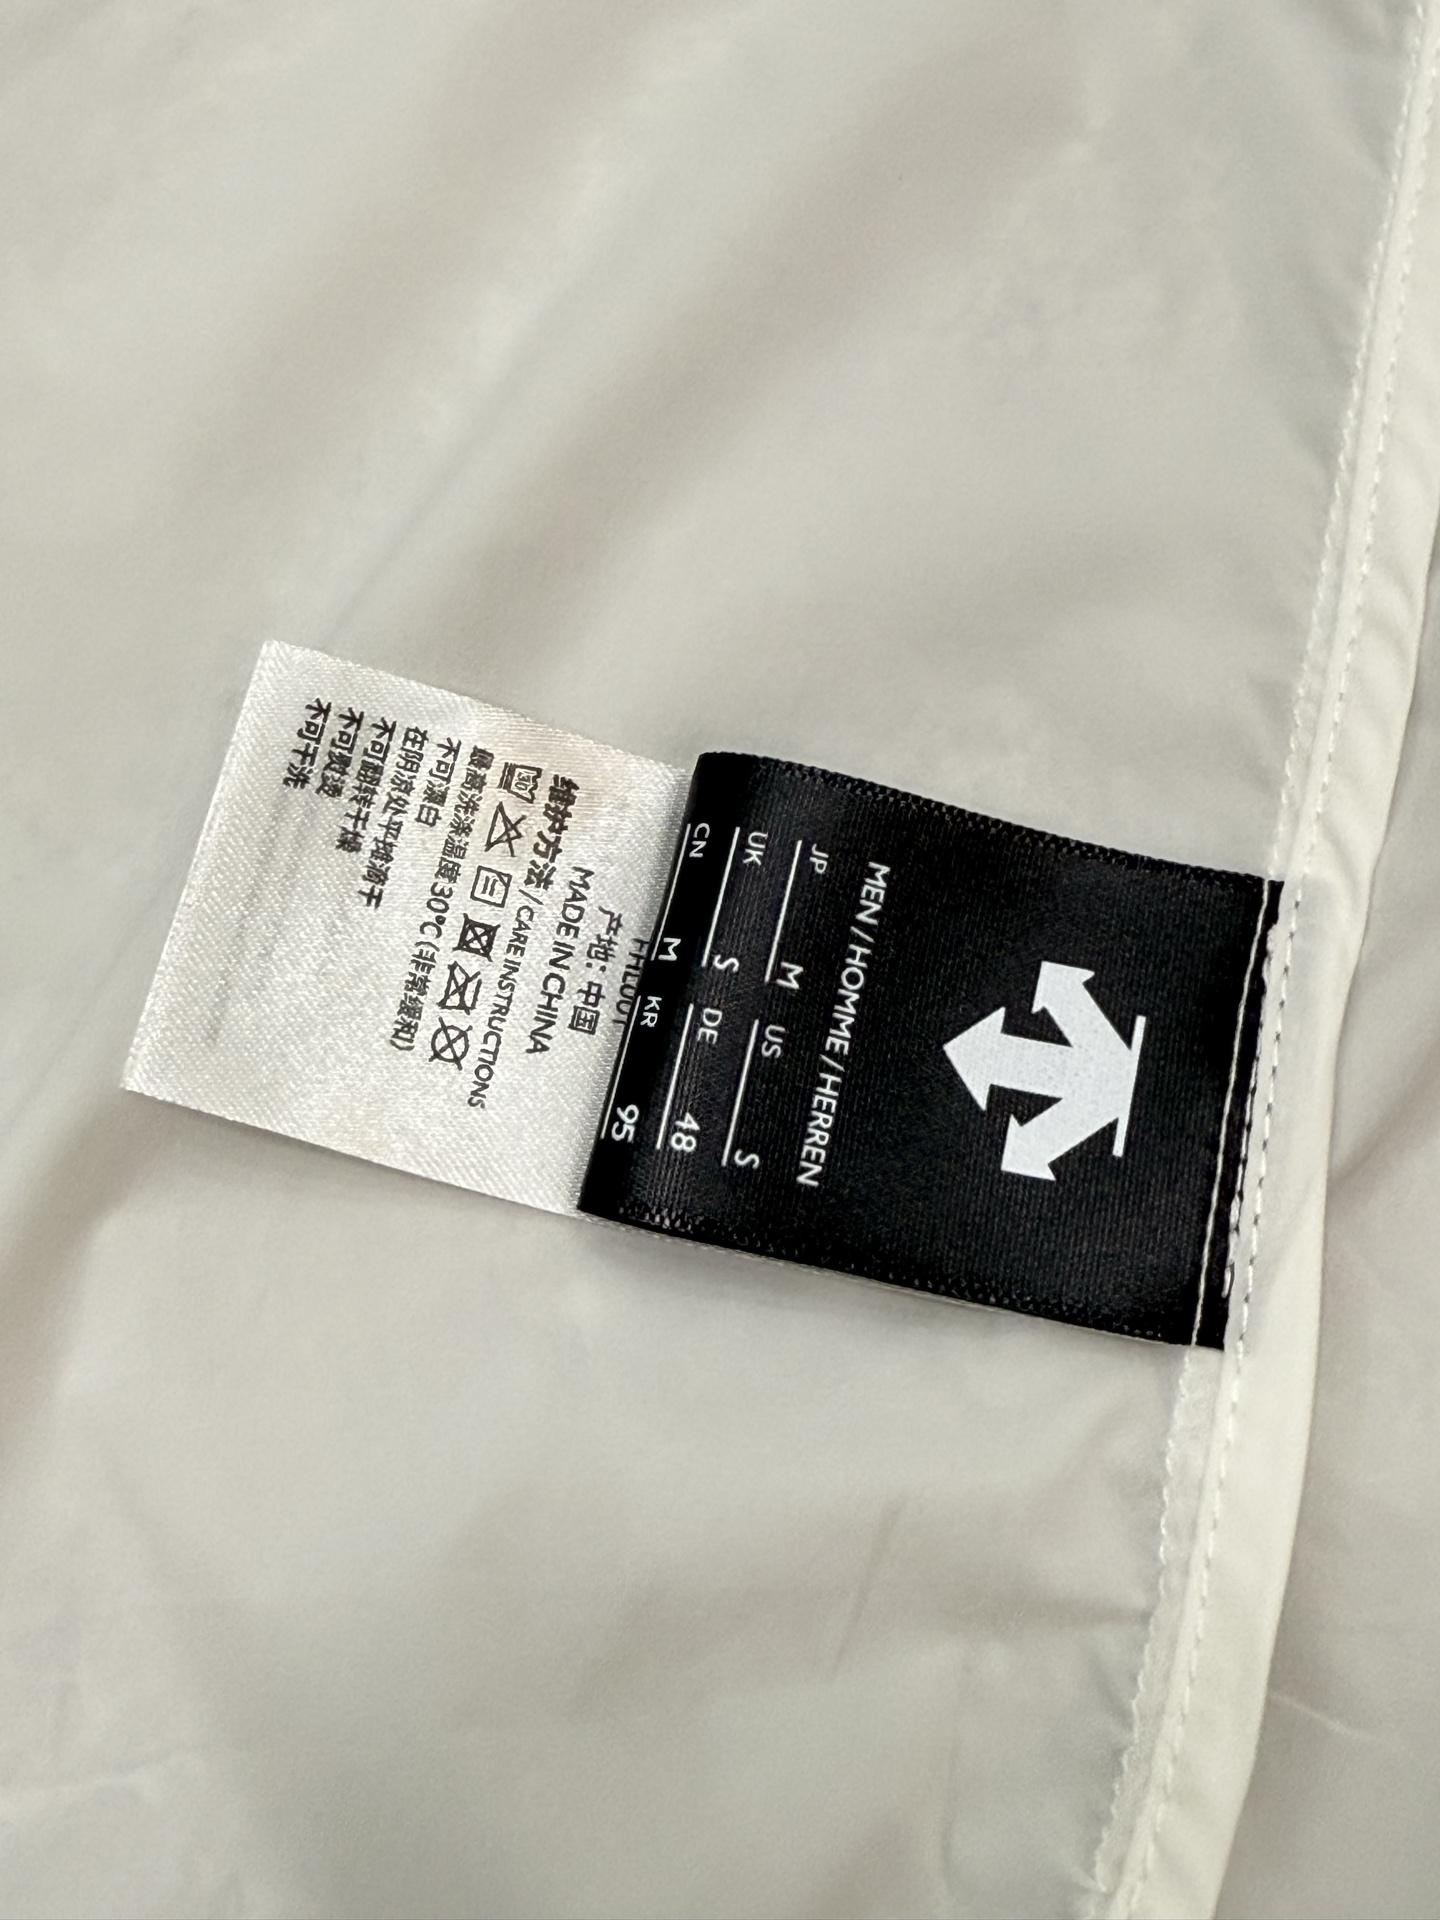 MEN/HOMME/HERREN
JP M US S
UK S DE 48
CN M KR 95
产地：中国
MADE IN CHINA
维护方法/CARE INSTRUCTIONS
30
最高洗涤温度30℃(非常缓和)
不可漂白
在阴凉处平摊滴干
不可翻转干燥
不可熨烫
不可干洗